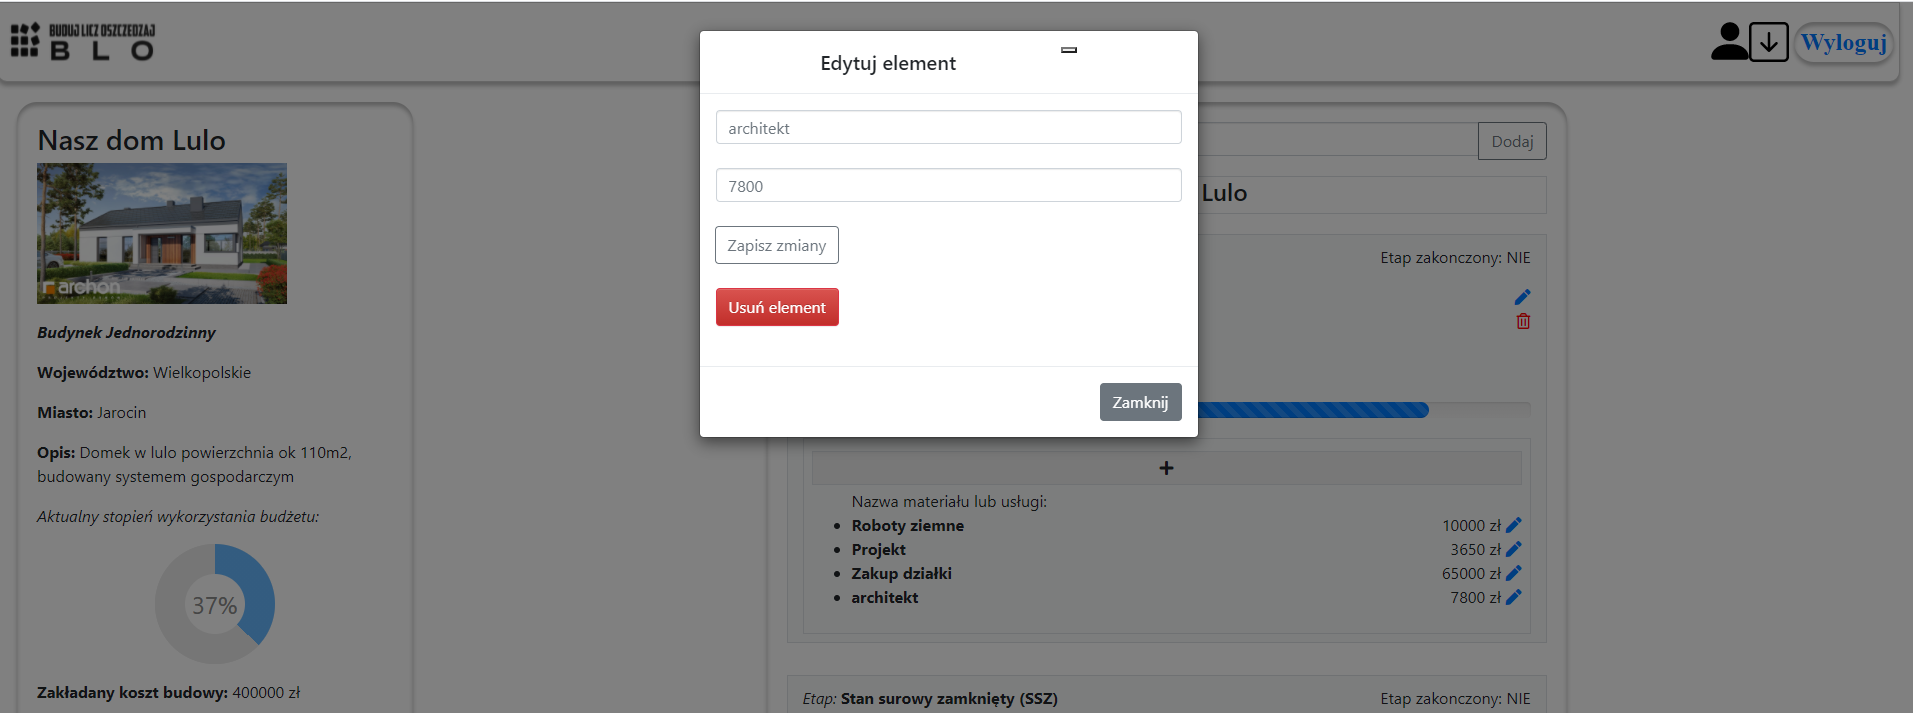 BUDUJ LICZ OSZCZEDZAJ
B L O
Wyloguj
Edytuj element
architekt
7800
Zapisz zmiany
Usuń element
Zamknij
Nasz dom Lulo
archon
Budynek Jednorodzinny
Województwo: Wielkopolskie
Miasto: Jarocin
Opis: Domek w lulo powierzchnia ok 110m2,
budowany systemem gospodarczym
Aktualny stopień wykorzystania budżetu:
37%
Zakładany koszt budowy: 400000 zł
Dodaj
Lulo
Etap zakonczony: NIE
Nazwa materiału lub usługi:
Roboty ziemne 10000 zł
Projekt 3650 zł
Zakup działki 65000 zł
architekt 7800 zł
Etap: Stan surowy zamknięty (SSZ) Etap zakonczony: NIE